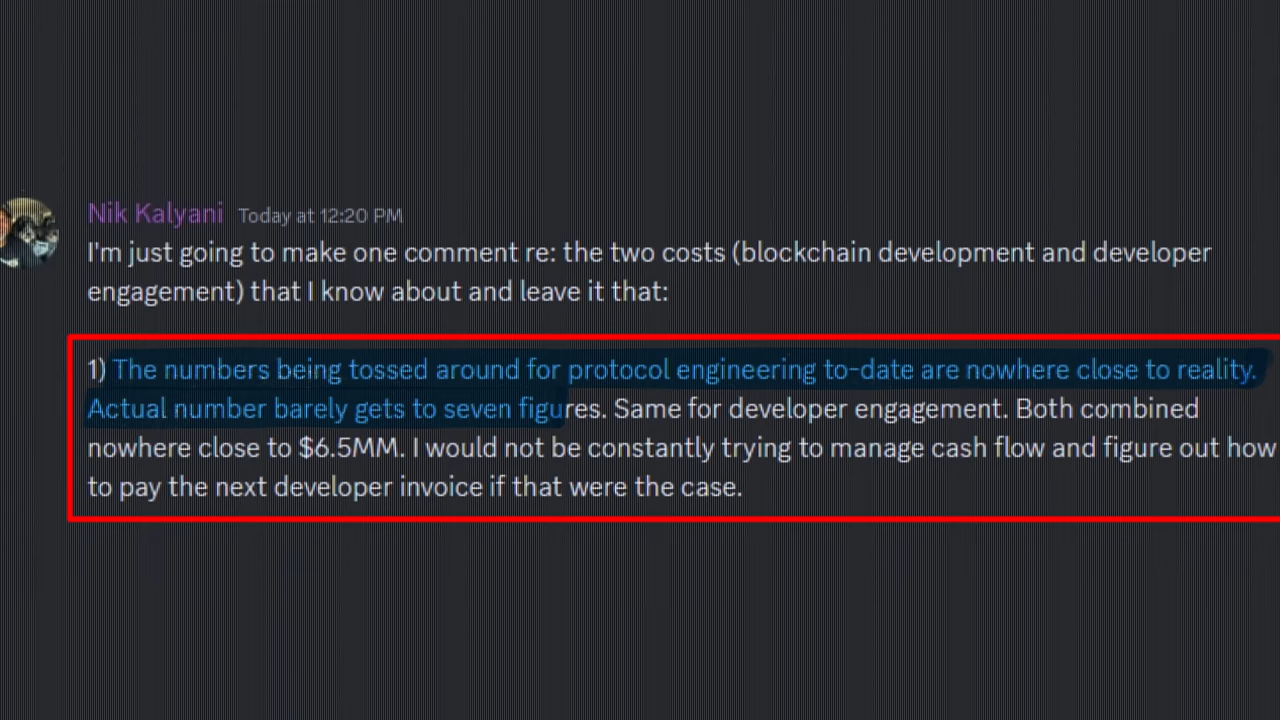 Nik Kalyani Today at 12:20 PM
I'm just going to make one comment re: the two costs (blockchain development and developer
engagement) that I know about and leave it that:
1) The numbers being tossed around for protocol engineering to-date are nowhere close to reality.
Actual number barely gets to seven figures. Same for developer engagement. Both combined
nowhere close to $6.5MM. I would not be constantly trying to manage cash flow and figure out how
to pay the next developer invoice if that were the case.